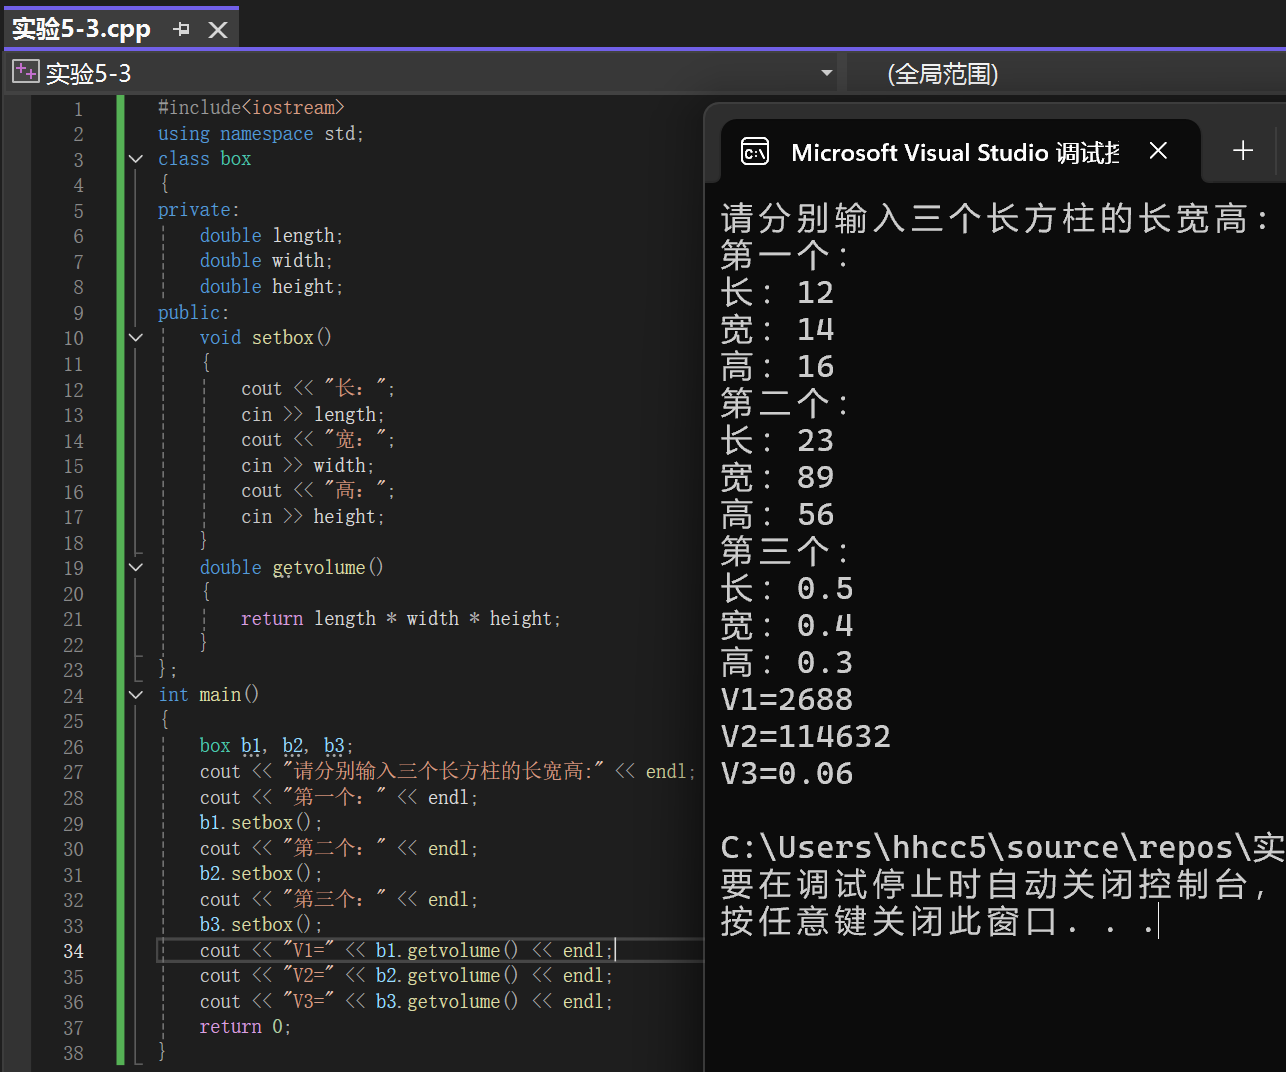 实验5-3.cpp
实验5-3
(全局范围)
1 #include<iostream>
2 using namespace std;
3 class box
4 {
5 private:
6 double length;
7 double width;
8 double height;
9 public:
10 void setbox()
11 {
12 cout << "长：";
13 cin >> length;
14 cout << "宽：";
15 cin >> width;
16 cout << "高：";
17 cin >> height;
18 }
19 double getvolume()
20 {
21 return length * width * height;
22 }
23 };
24 int main()
25 {
26 box b1, b2, b3;
27 cout << "请分别输入三个长方柱的长宽高:" << endl;
28 cout << "第一个：" << endl;
29 b1.setbox();
30 cout << "第二个：" << endl;
31 b2.setbox();
32 cout << "第三个：" << endl;
33 b3.setbox();
34 cout << "V1=" << b1.getvolume() << endl;
35 cout << "V2=" << b2.getvolume() << endl;
36 cout << "V3=" << b3.getvolume() << endl;
37 return 0;
38 }
Microsoft Visual Studio 调试控
请分别输入三个长方柱的长宽高:
第一个：
长：12
宽：14
高：16
第二个：
长：23
宽：89
高：56
第三个：
长：0.5
宽：0.4
高：0.3
V1=2688
V2=114632
V3=0.06
C:\Users\hhcc5\source\repos\实
要在调试停止时自动关闭控制台，
按任意键关闭此窗口. . .